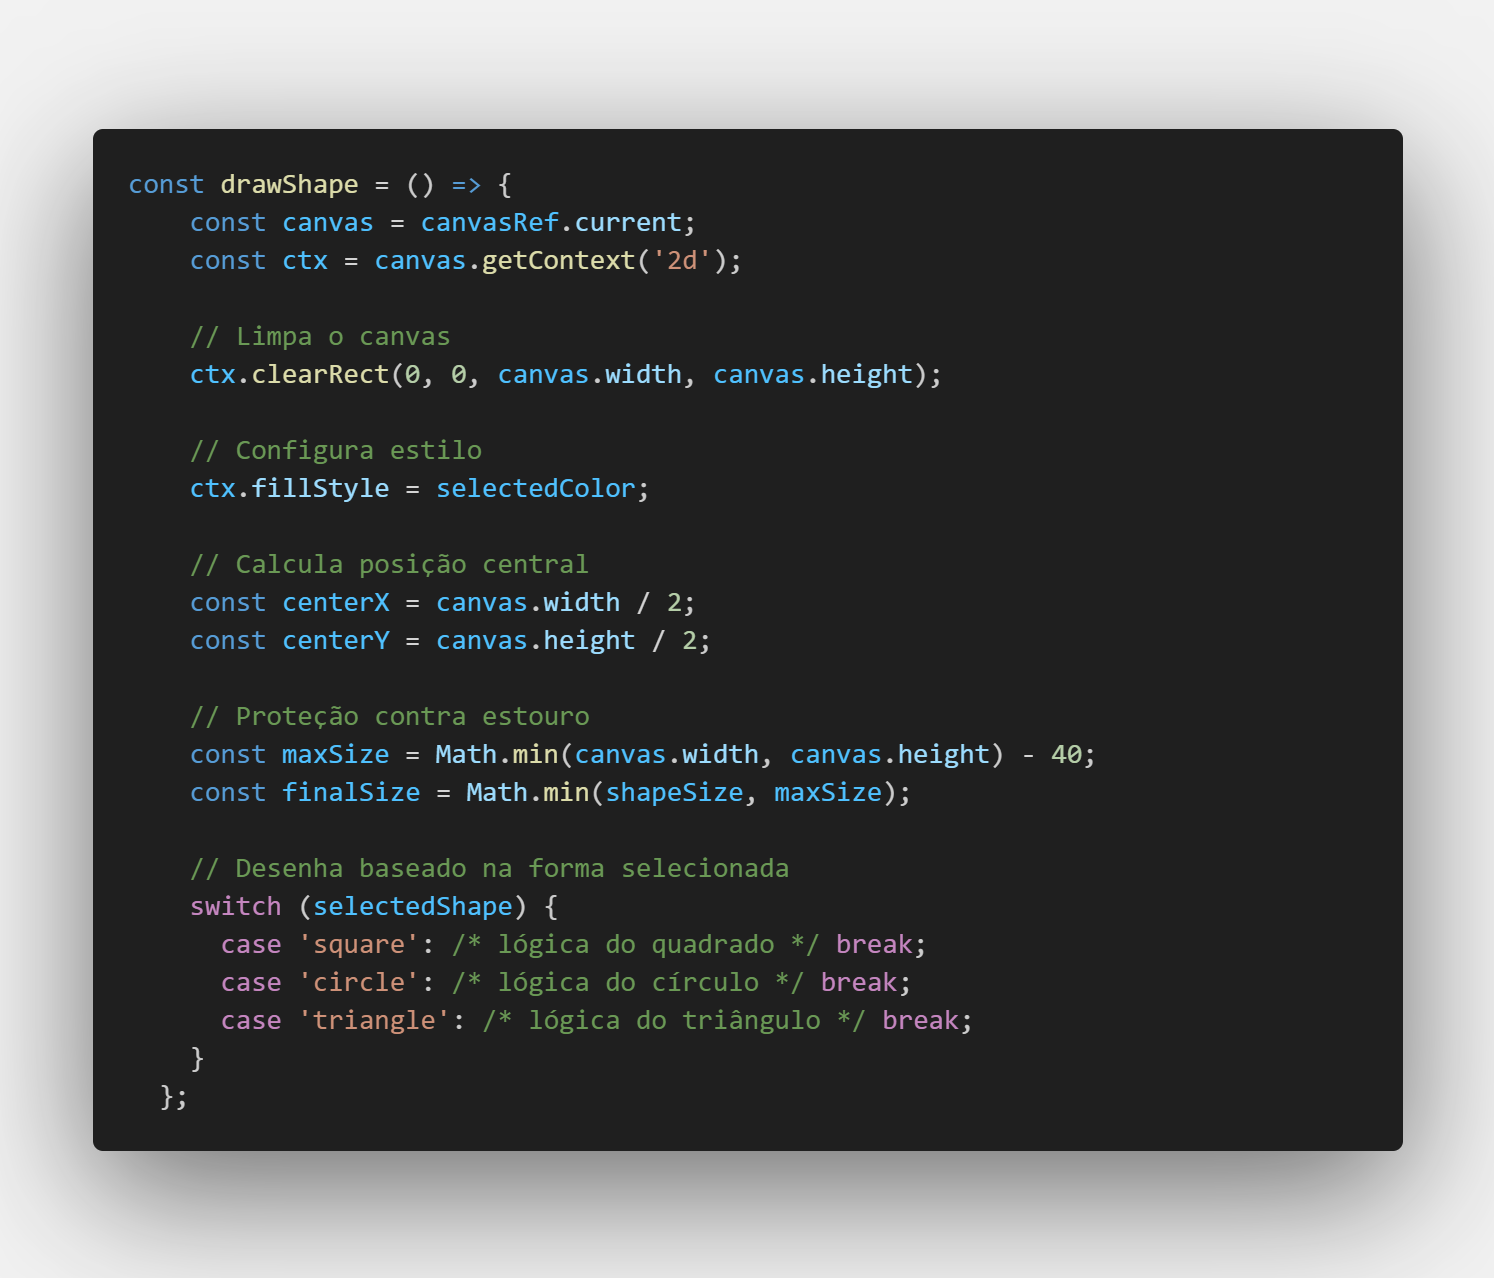 const drawShape = () => {
    const canvas = canvasRef.current;
    const ctx = canvas.getContext('2d');

    // Limpa o canvas
    ctx.clearRect(0, 0, canvas.width, canvas.height);

    // Configura estilo
    ctx.fillStyle = selectedColor;

    // Calcula posição central
    const centerX = canvas.width / 2;
    const centerY = canvas.height / 2;

    // Proteção contra estouro
    const maxSize = Math.min(canvas.width, canvas.height) - 40;
    const finalSize = Math.min(shapeSize, maxSize);

    // Desenha baseado na forma selecionada
    switch (selectedShape) {
      case 'square': /* lógica do quadrado */ break;
      case 'circle': /* lógica do círculo */ break;
      case 'triangle': /* lógica do triângulo */ break;
    }
  };